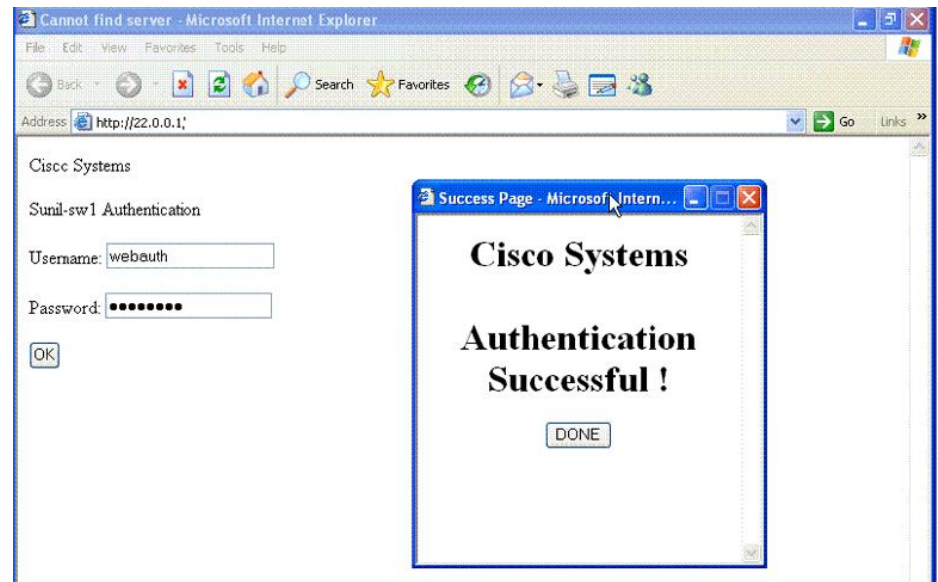 Cannot find server - Microsoft Internet Explorer
File Edit View Favorites Tools Help
Back Search Favorites
Address http://22.0.0.1/ Go Links »
Cisco Systems
Sunil-sw1 Authentication
Username: webauth
Password: ●●●●●●●●
OK
Success Page - Microsoft Intern...
Cisco Systems
Authentication
Successful !
DONE